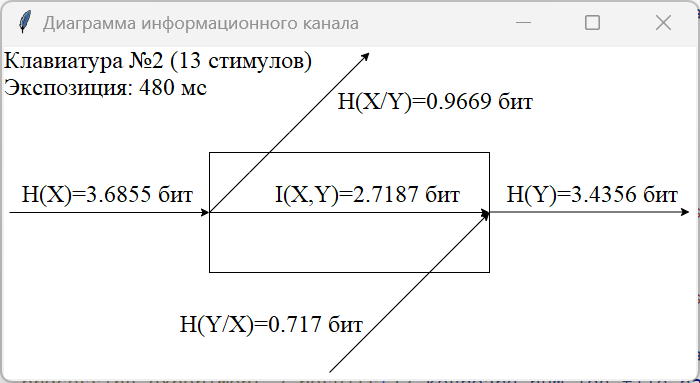 Диаграмма информационного канала
Клавиатура №2 (13 стимулов)
Экспозиция: 480 мс
H(X/Y)=0.9669 бит
H(X)=3.6855 бит
I(X,Y)=2.7187 бит
H(Y)=3.4356 бит
H(Y/X)=0.717 бит